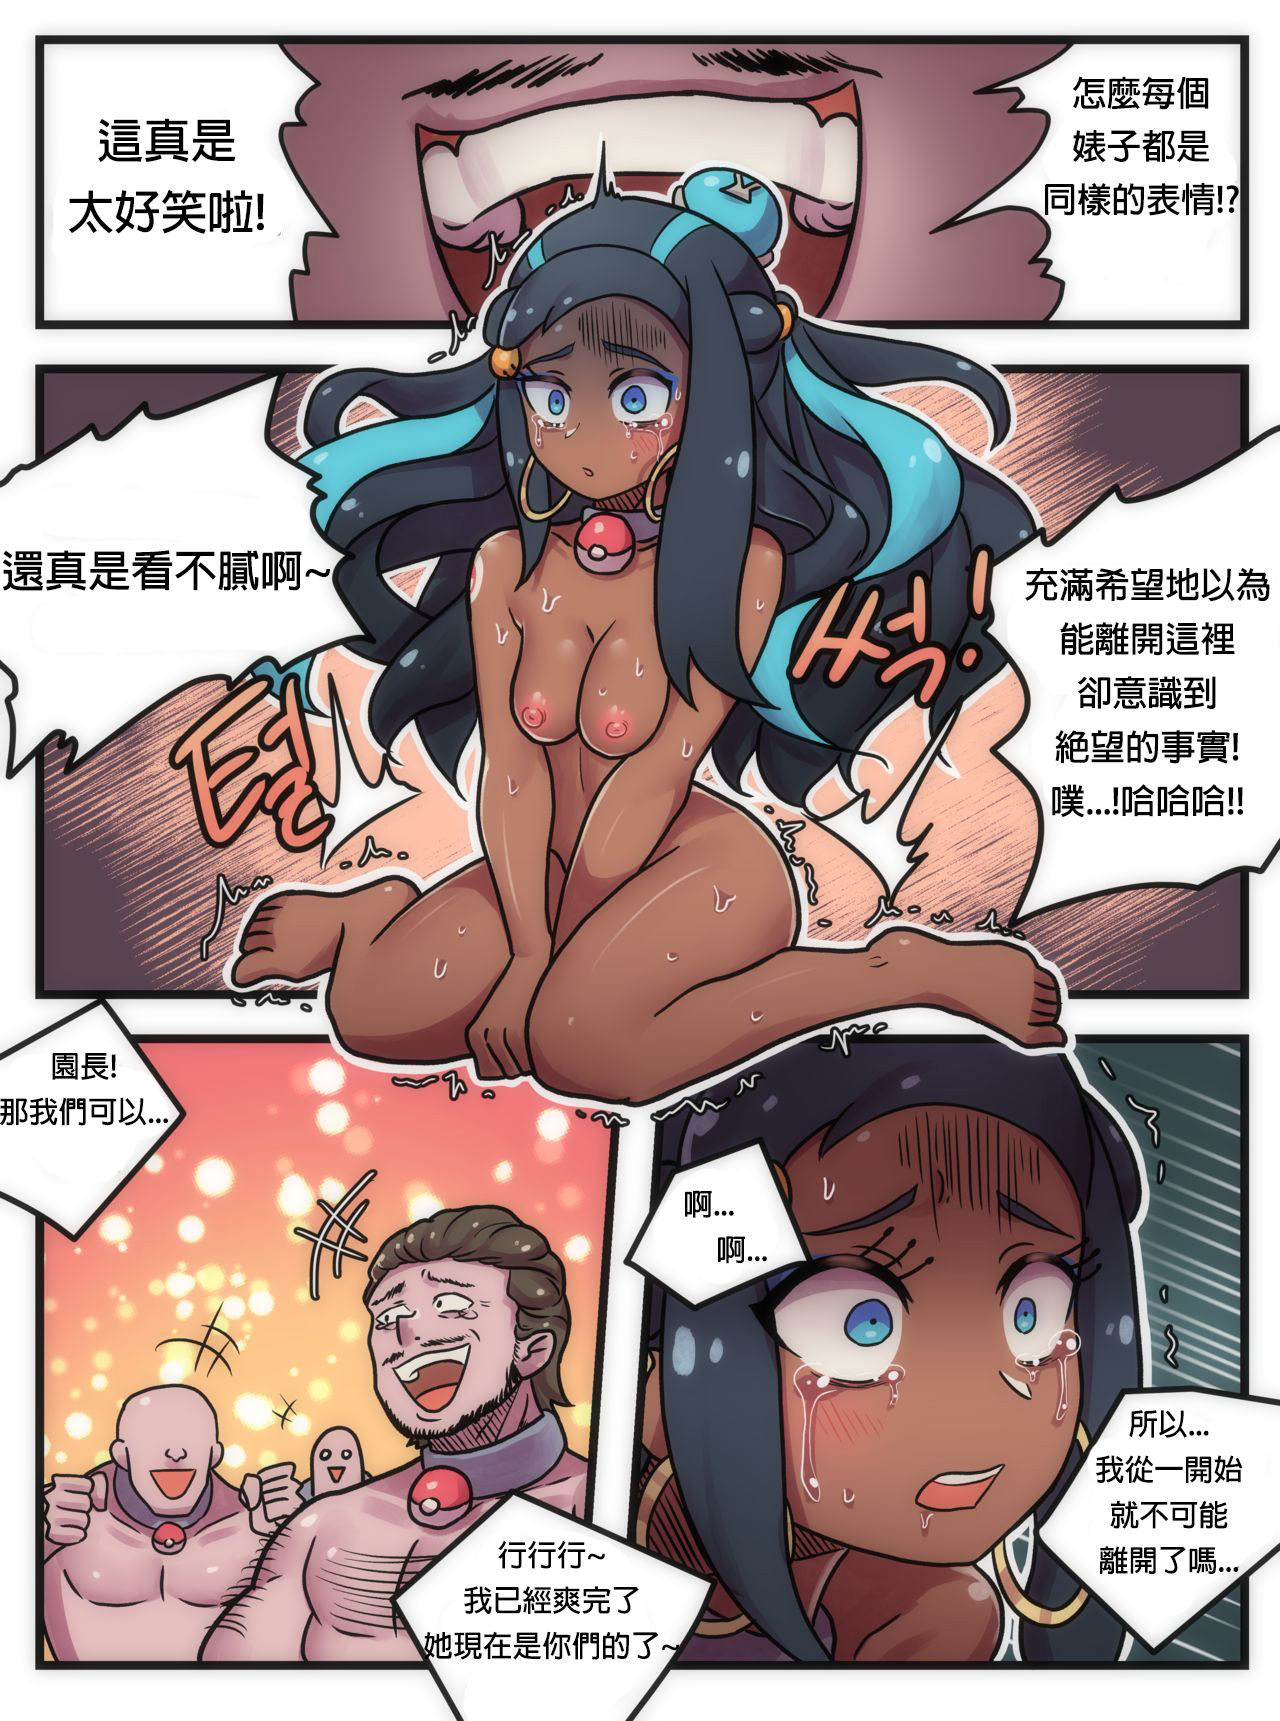 這真是
太好笑啦!
怎麼每個
婊子都是
同樣的表情!?
還真是看不膩啊~
充滿希望地以為
能離開這裡
卻意識到
絕望的事實!
噗...!哈哈哈!!
털
썩!
園長!
那我們可以...
行行行~
我已經爽完了
她現在是你們的了~
啊...
啊...
所以...
我從一開始
就不可能
離開了嗎...